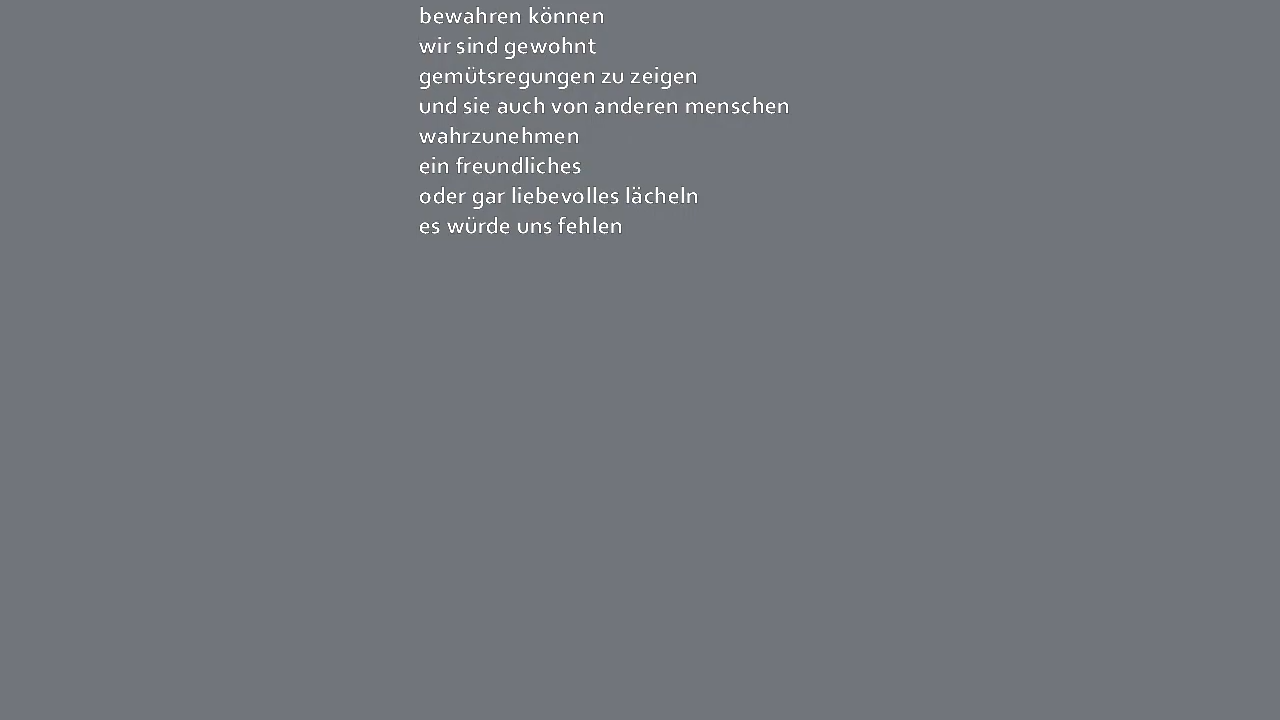 bewahren können
wir sind gewohnt
gemütsregungen zu zeigen
und sie auch von anderen menschen
wahrzunehmen
ein freundliches
oder gar liebevolles lächeln
es würde uns fehlen